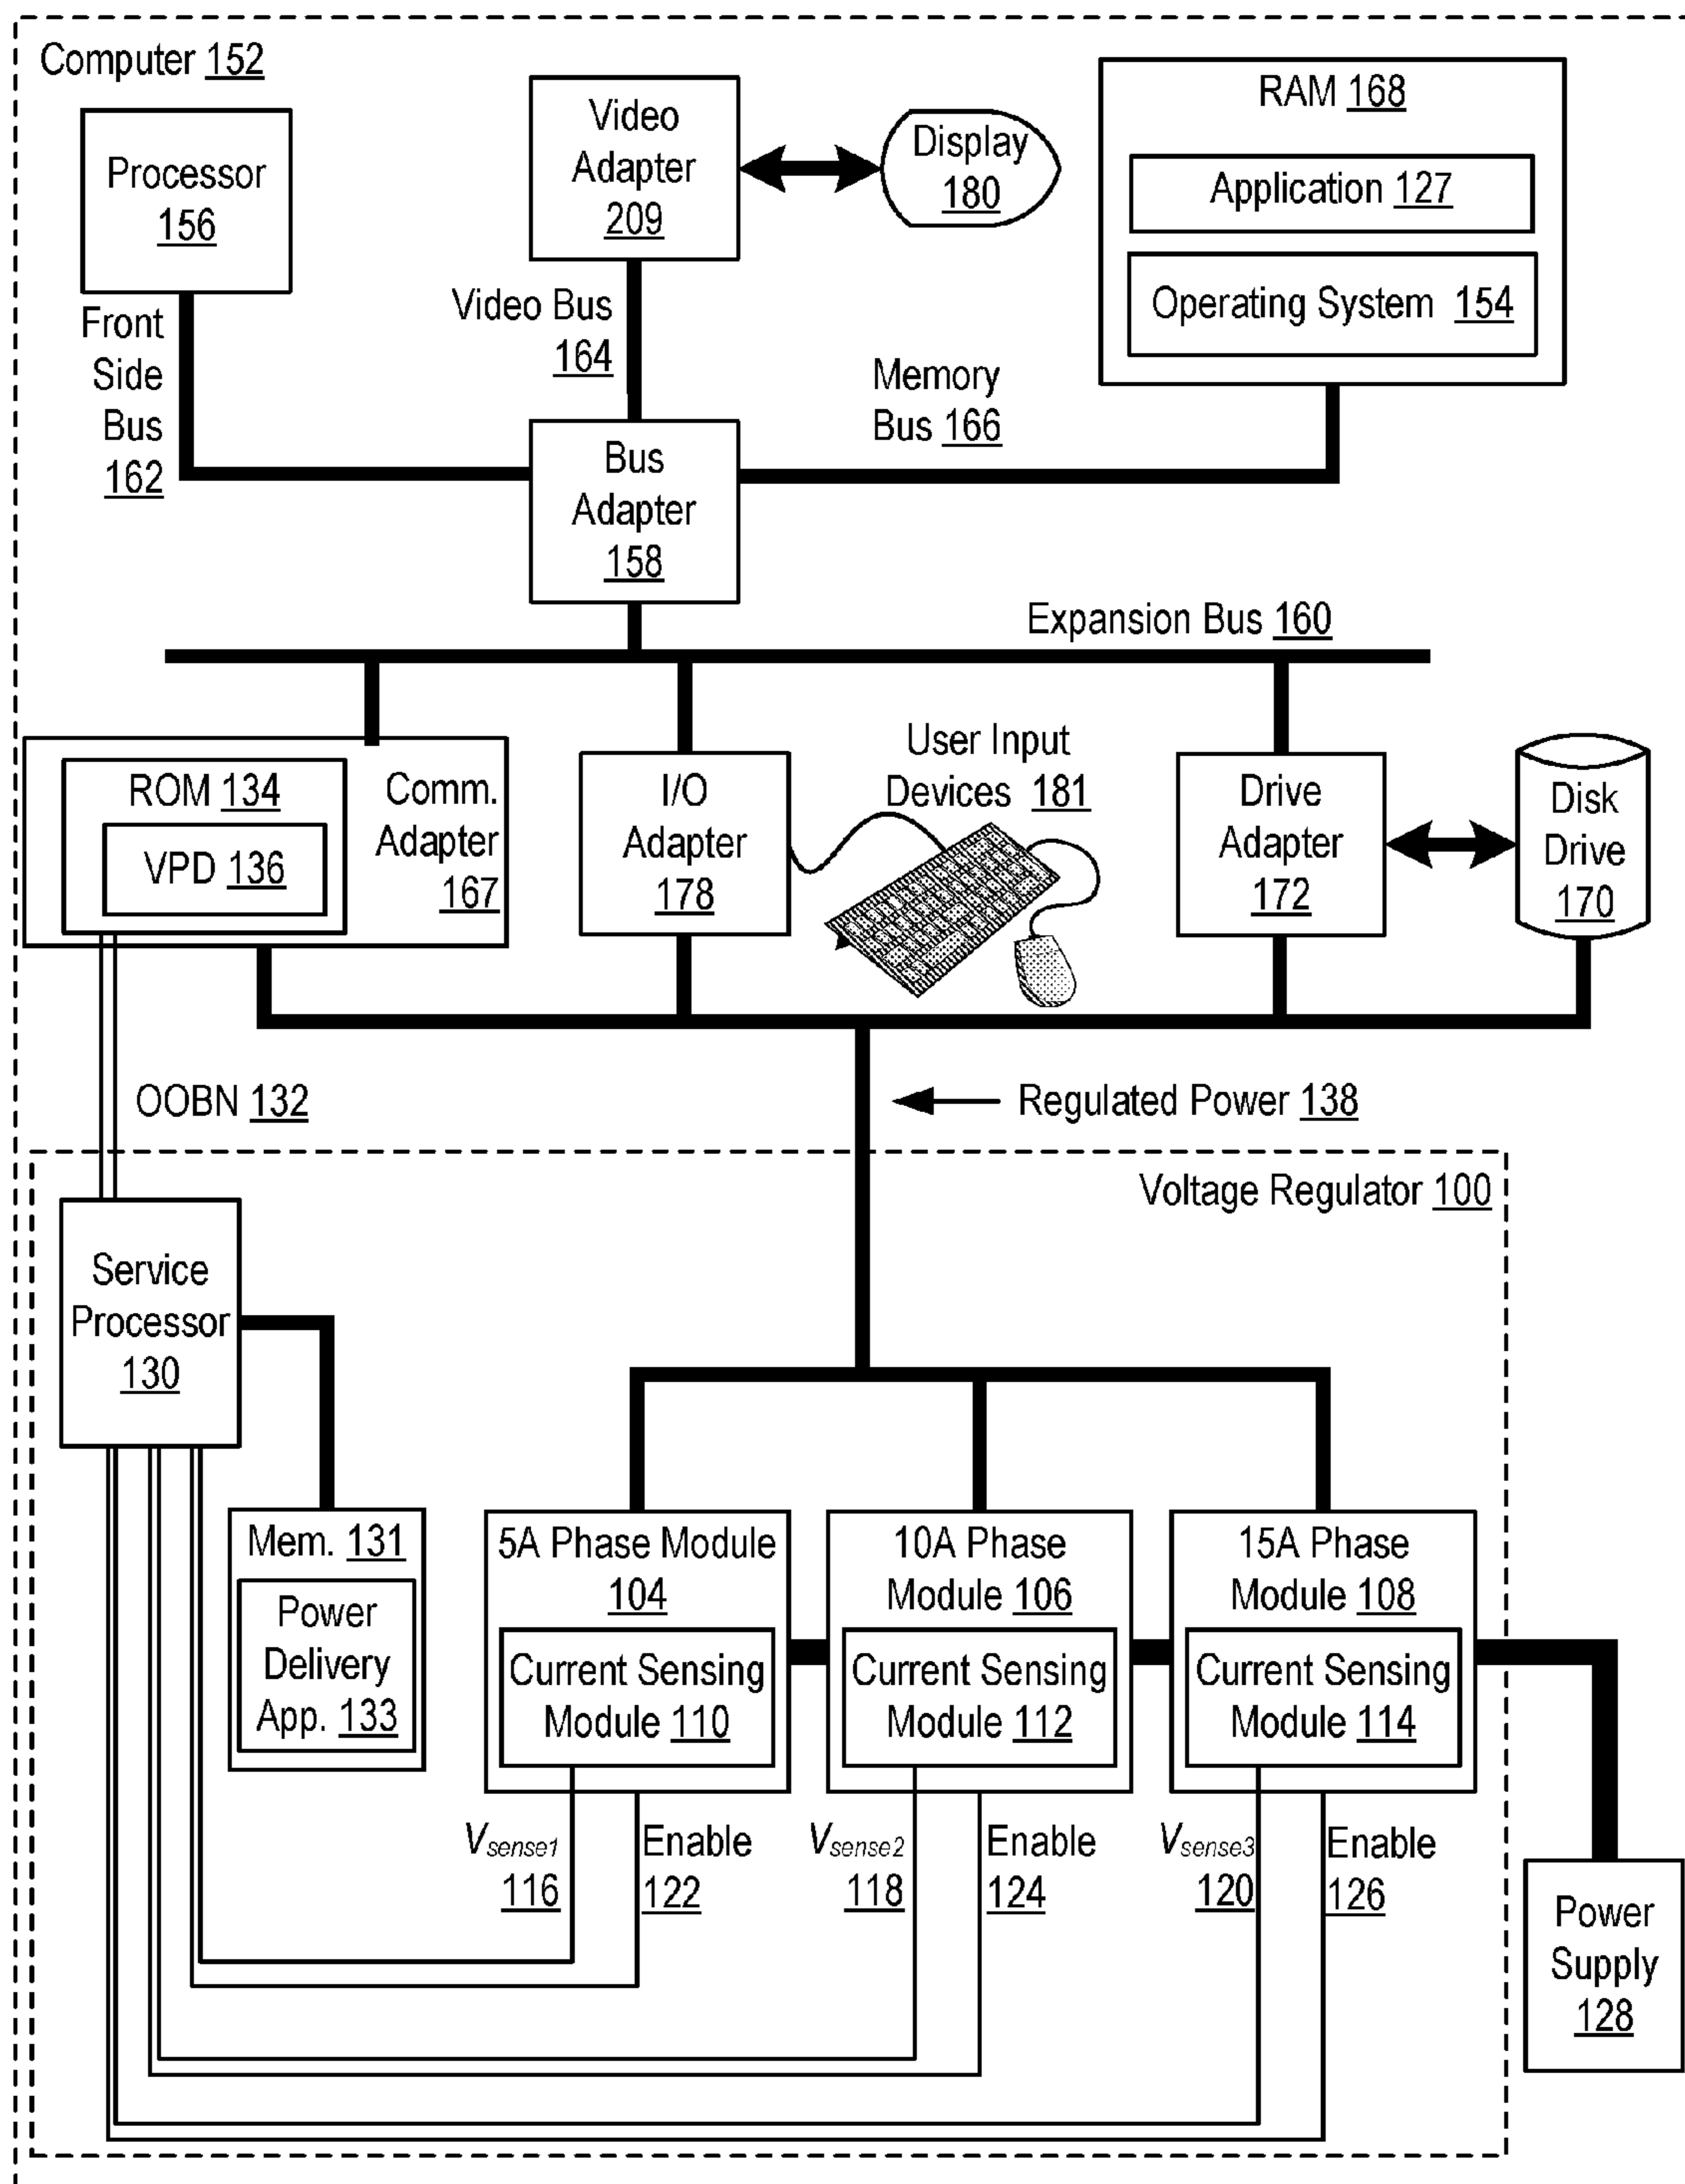 Computer 152
Processor
156
Video
Adapter
209
Display
180
RAM 168
Application 127
Operating System 154
Front
Side
Bus
162
Video Bus
164
Memory
Bus 166
Bus
Adapter
158
Expansion Bus 160
ROM 134
VPD 136
Comm.
Adapter
167
I/O
Adapter
178
User Input
Devices 181
Drive
Adapter
172
Disk
Drive
170
OOBN 132
Regulated Power 138
Voltage Regulator 100
Service
Processor
130
Mem. 131
Power
Delivery
App. 133
5A Phase Module
104
Current Sensing
Module 110
10A Phase
Module 106
Current Sensing
Module 112
15A Phase
Module 108
Current Sensing
Module 114
Vsense1
116
Enable
122
Vsense2
118
Enable
124
Vsense3
120
Enable
126
Power
Supply
128